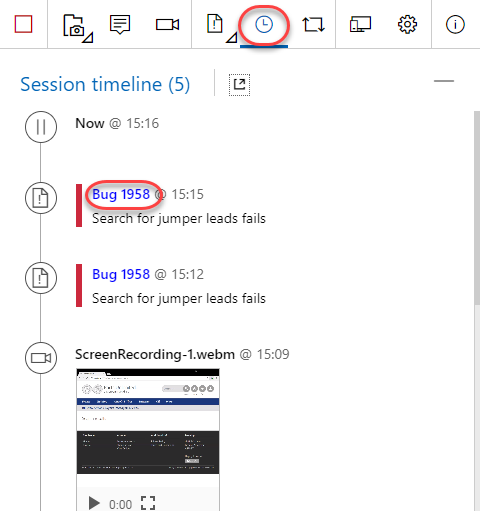 Session timeline (5)
Now @ 15:16
Bug 1958 @ 15:15
Search for jumper leads fails
Bug 1958 @ 15:12
Search for jumper leads fails
ScreenRecording-1.webm @ 15:09
0:00